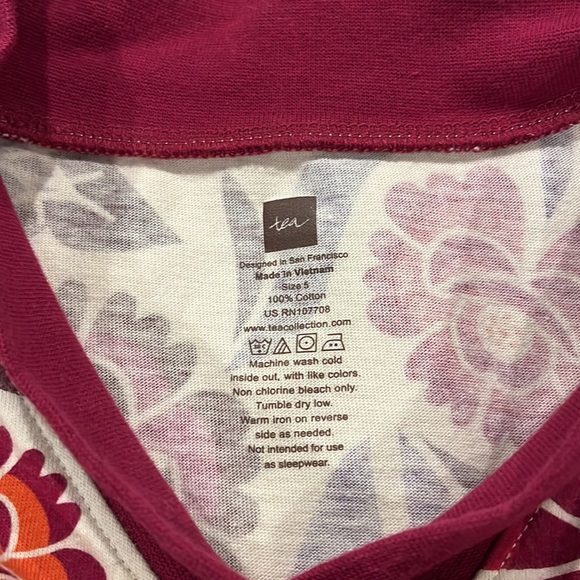 tea
Designed in San Francisco
Made in Vietnam
Size 5
100% Cotton
US RN107708
www.teacollection.com
Machine wash cold
inside out, with like colors.
Non chlorine bleach only.
Tumble dry low.
Warm iron on reverse
side as needed.
Not intended for use
as sleepwear.